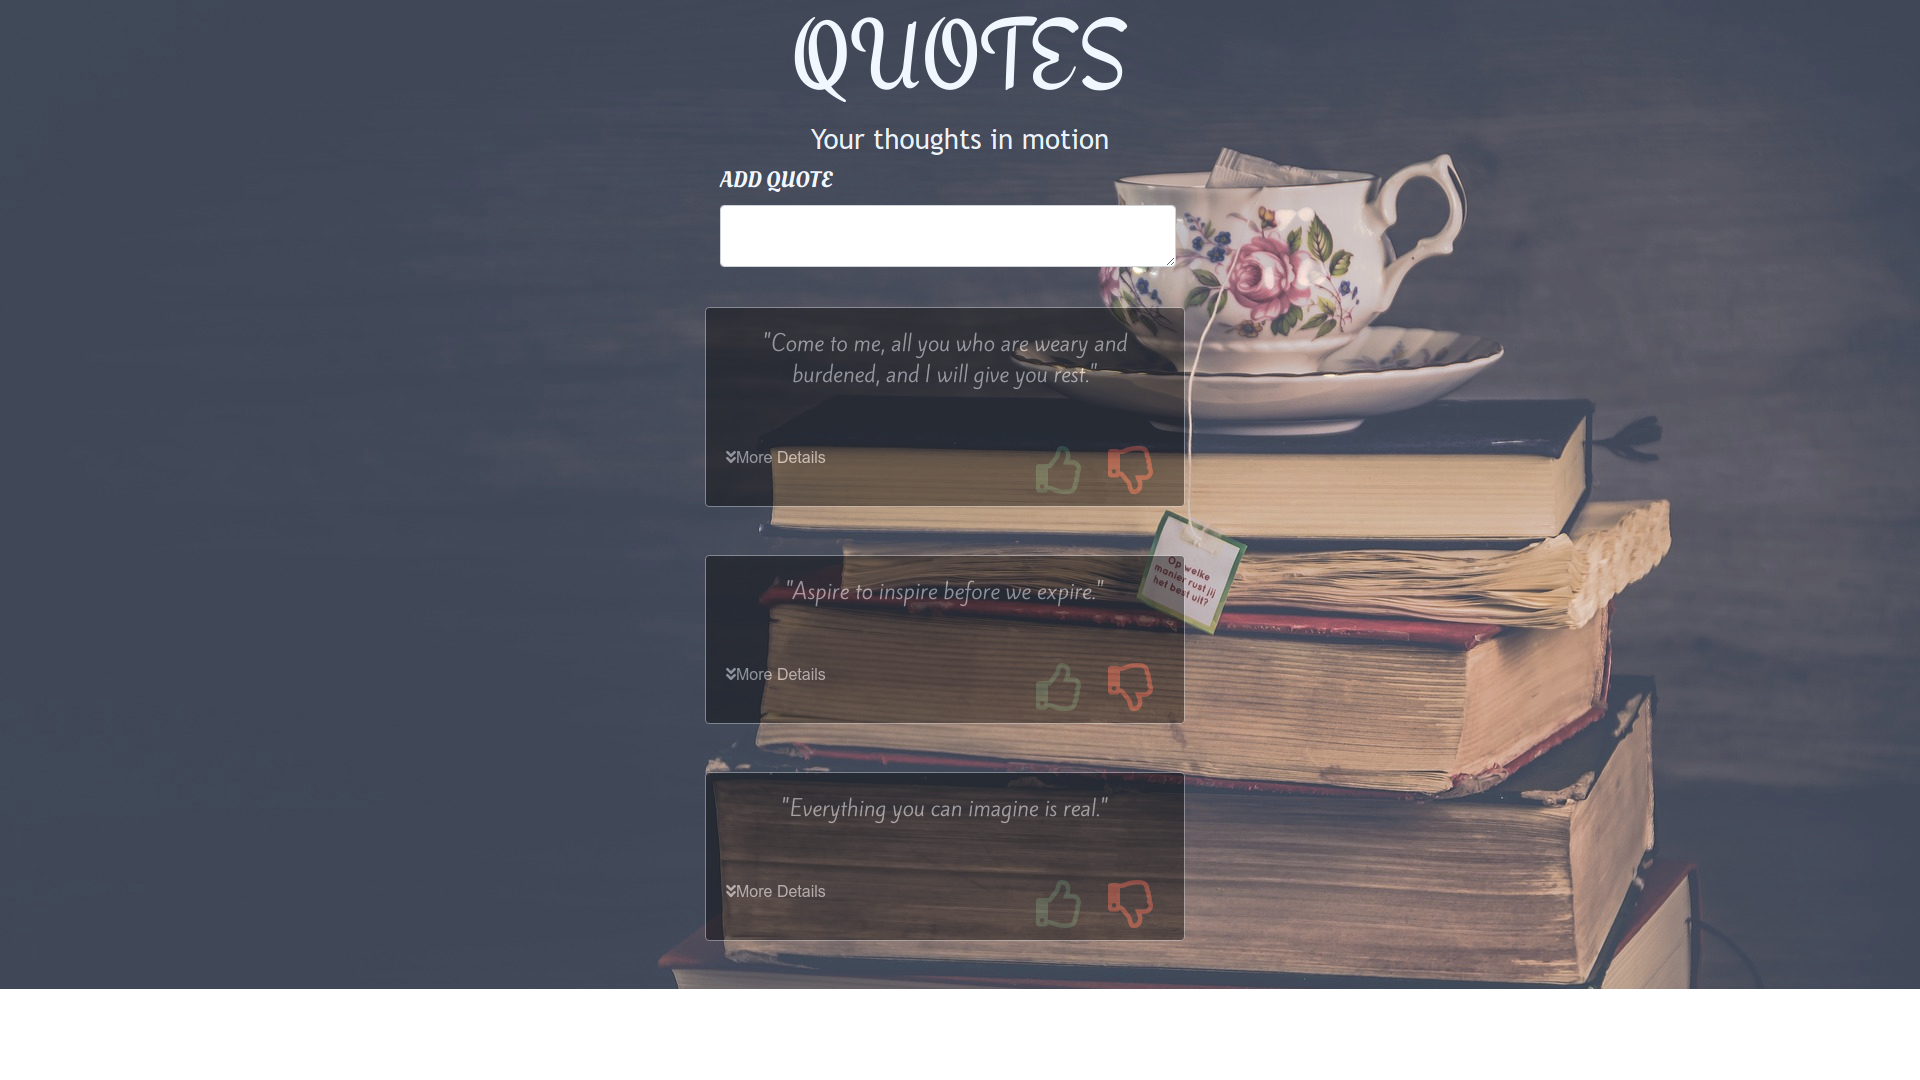 QUOTES
Your thoughts in motion
ADD QUOTE
"Come to me, all you who are weary and
burdened, and I will give you rest."
More Details
Op welke
manier rust jij
het best uit?
"Aspire to inspire before we expire."
More Details
"Everything you can imagine is real."
More Details